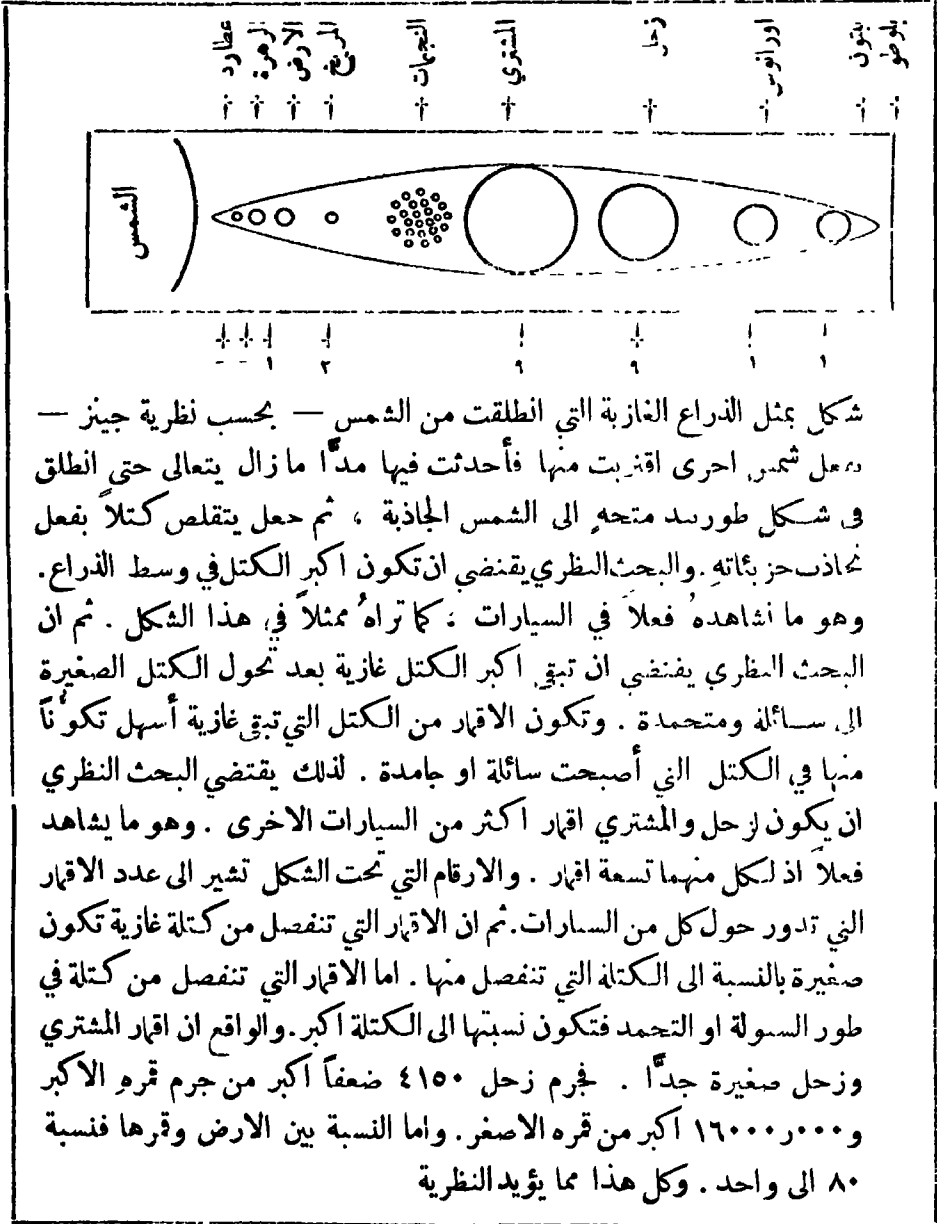 عطارد
الزهرة
الارض
المريخ
النجيمات
المشتري
زحل
اورانوس
نبتون
بلوطو
الشمس
١ ٢ ٩ ٩ ١ ١
شكل يمثل الذراع الغازية التي انطلقت من الشمس — بحسب نظرية جينز —
بفعل شمس اخرى اقتربت منها فأحدثت فيها مدًّا ما زال يتعالى حتى انطلق
في شكل طوربيد متجهٍ الى الشمس الجاذبة ، ثم جعل يتقلص كتلاً بفعل
تجاذب جزيئاتهِ . والبحث النظري يقتضي ان تكون اكبر الكتل في وسط الذراع .
وهو ما نشاهدهُ فعلاً في السيارات ، كما تراهُ ممثلاً في هذا الشكل . ثم ان
البحث النظري يقتضي ان تبقى اكبر الكتل غازية بعد تحول الكتل الصغيرة
الى سائلة ومتجمدة . وتكون الاقمار من الكتل التي تبقى غازية أسهل تكوُّناً
منها في الكتل التي أصبحت سائلة او جامدة . لذلك يقتضي البحث النظري
ان يكون لزحل والمشتري اقمار اكثر من السيارات الاخرى . وهو ما يشاهد
فعلاً اذ لكل منهما تسعة اقمار . والارقام التي تحت الشكل تشير الى عدد الاقمار
التي تدور حول كل من السيارات . ثم ان الاقمار التي تنفصل من كتلة غازية تكون
صغيرة بالنسبة الى الكتلة التي تنفصل منها . اما الاقمار التي تنفصل من كتلة في
طور السيولة او التجمد فتكون نسبتها الى الكتلة اكبر . والواقع ان اقمار المشتري
وزحل صغيرة جدًّا . فجرم زحل ٤١٥٠ ضعفاً اكبر من جرم قمرهِ الاكبر
و١٦٠٠٠ر٠٠٠ اكبر من قمره الاصغر . واما النسبة بين الارض وقمرها فنسبة
٨٠ الى واحد . وكل هذا مما يؤيد النظرية